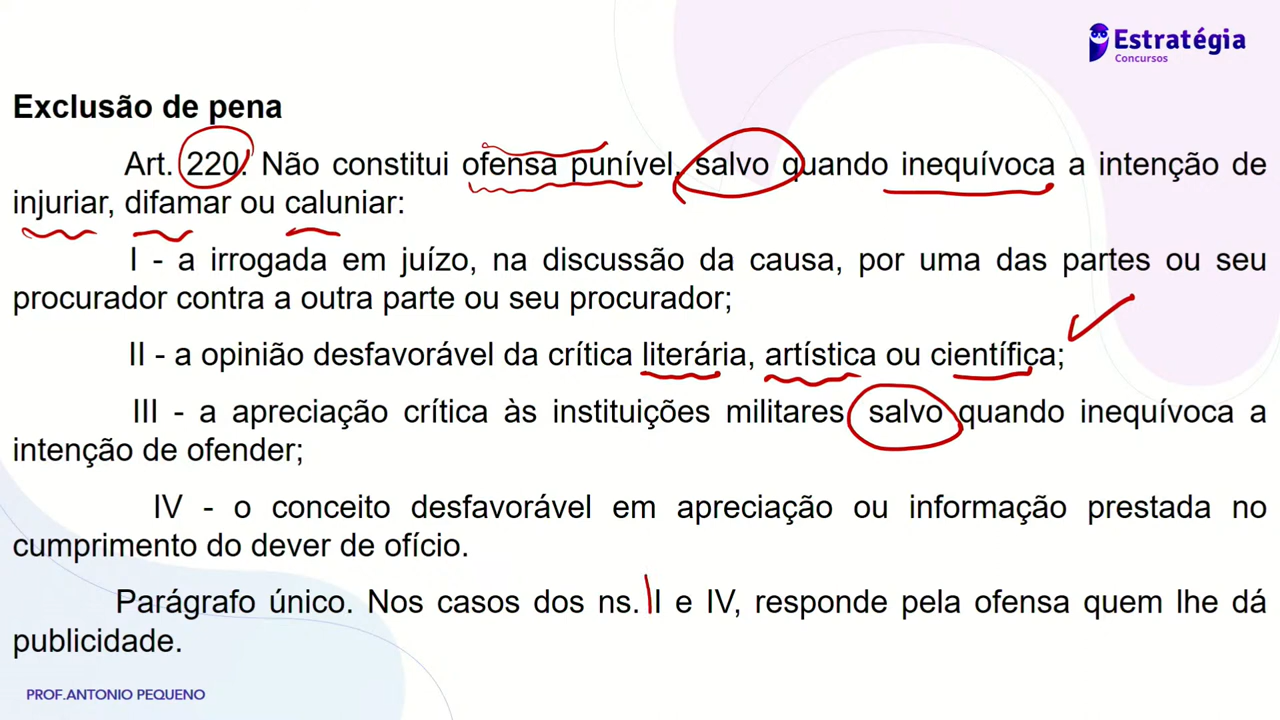 Estratégia
Concursos
Exclusão de pena
Art. 220. Não constitui ofensa punível, salvo quando inequívoca a intenção de
injuriar, difamar ou caluniar:
I - a irrogada em juízo, na discussão da causa, por uma das partes ou seu
procurador contra a outra parte ou seu procurador;
II - a opinião desfavorável da crítica literária, artística ou científica;
III - a apreciação crítica às instituições militares salvo quando inequívoca a
intenção de ofender;
IV - o conceito desfavorável em apreciação ou informação prestada no
cumprimento do dever de ofício.
Parágrafo único. Nos casos dos ns. I e IV, responde pela ofensa quem lhe dá
publicidade.
PROF.ANTONIO PEQUENO